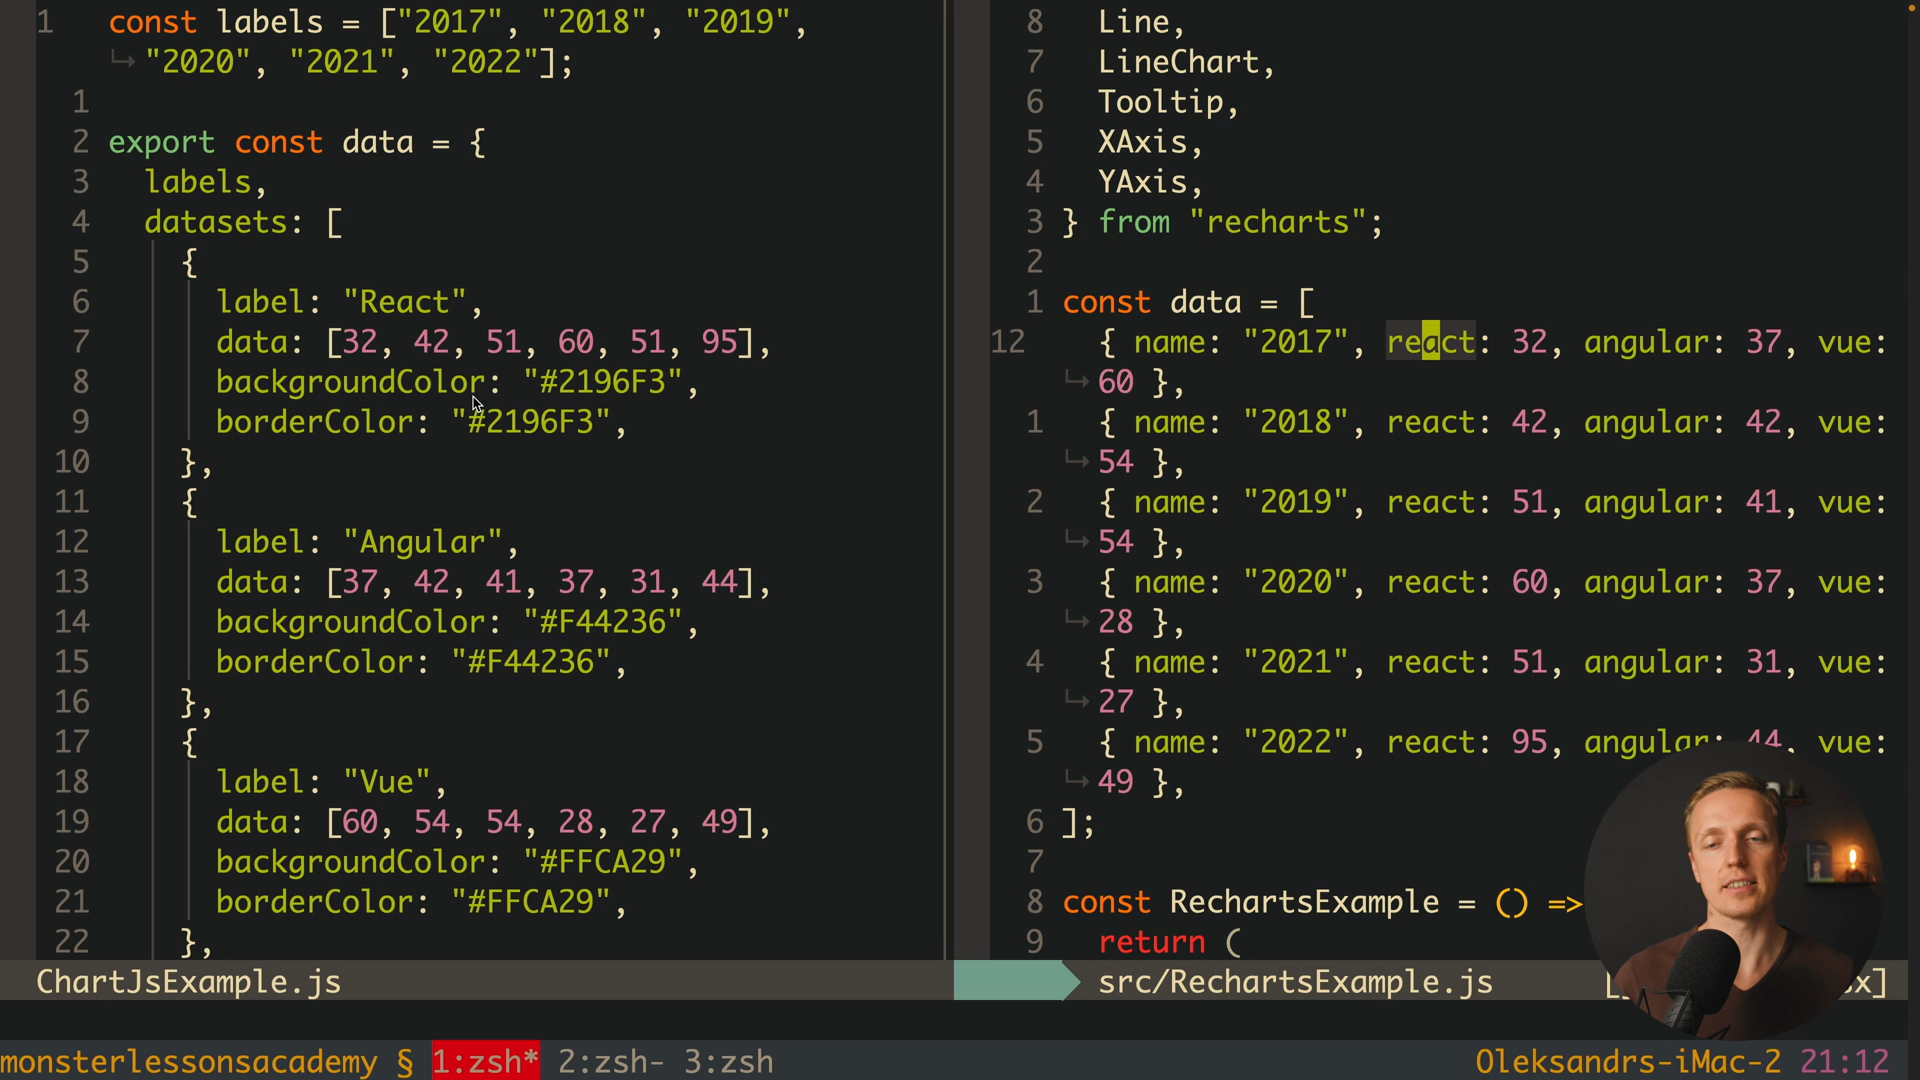 1 const labels = ["2017", "2018", "2019",
↪ "2020", "2021", "2022"];
1
2 export const data = {
3 labels,
4 datasets: [
5 {
6 label: "React",
7 data: [32, 42, 51, 60, 51, 95],
8 backgroundColor: "#2196F3",
9 borderColor: "#2196F3",
10 },
11 {
12 label: "Angular",
13 data: [37, 42, 41, 37, 31, 44],
14 backgroundColor: "#F44236",
15 borderColor: "#F44236",
16 },
17 {
18 label: "Vue",
19 data: [60, 54, 54, 28, 27, 49],
20 backgroundColor: "#FFCA29",
21 borderColor: "#FFCA29",
22 },
ChartJsExample.js
8 Line,
7 LineChart,
6 Tooltip,
5 XAxis,
4 YAxis,
3 } from "recharts";
2
1 const data = [
12 { name: "2017", react: 32, angular: 37, vue:
↪ 60 },
1 { name: "2018", react: 42, angular: 42, vue:
↪ 54 },
2 { name: "2019", react: 51, angular: 41, vue:
↪ 54 },
3 { name: "2020", react: 60, angular: 37, vue:
↪ 28 },
4 { name: "2021", react: 51, angular: 31, vue:
↪ 27 },
5 { name: "2022", react: 95, angular: 44, vue:
↪ 49 },
6 ];
7
8 const RechartsExample = () =>
9 return (
src/RechartsExample.js
monsterlessonsacademy § 1:zsh* 2:zsh- 3:zsh
Oleksandrs-iMac-2 21:12